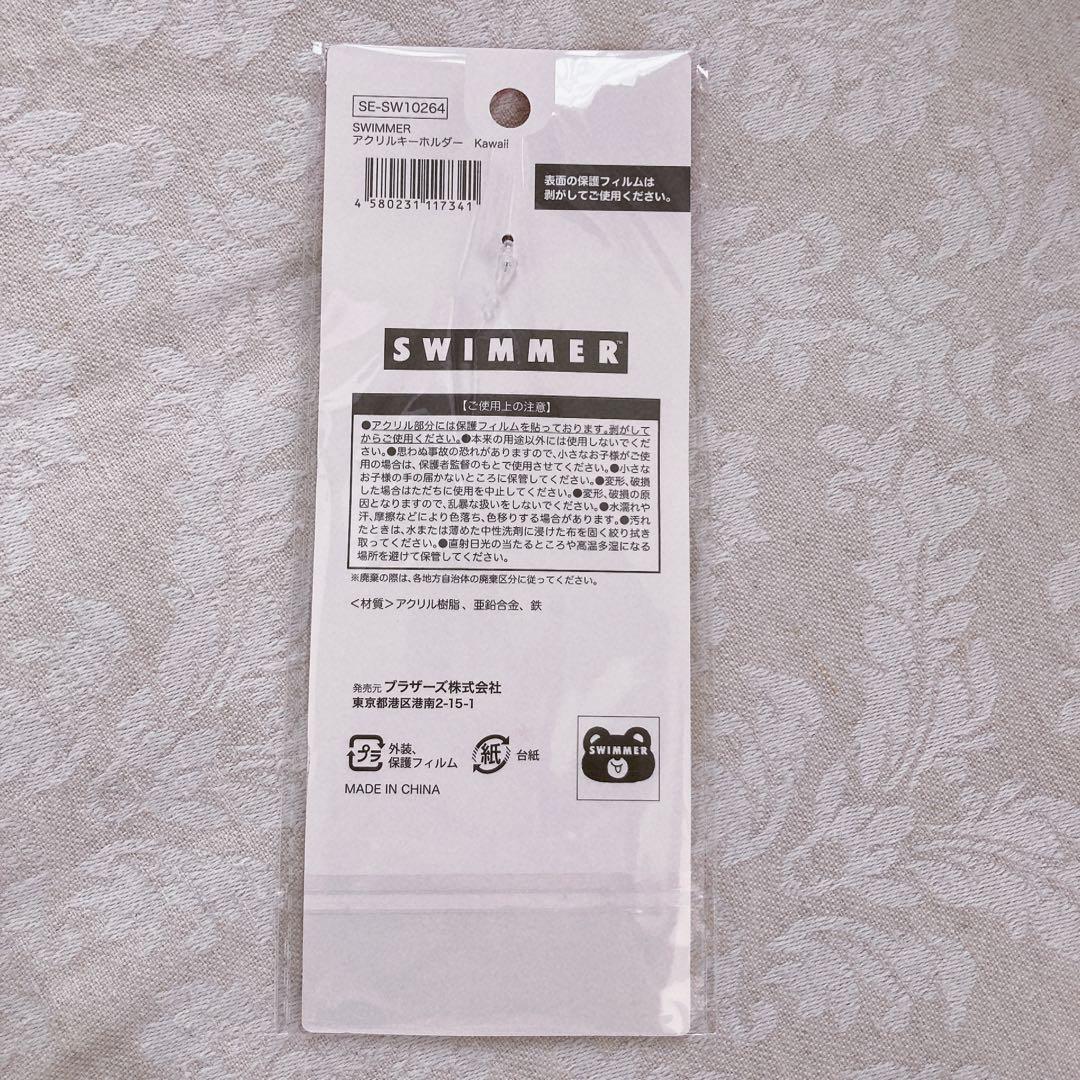 SE-SW10264
SWIMMER
アクリルキーホルダー Kawaii
4 580231 117341
表面の保護フィルムは
剥がしてご使用ください。
SWIMMER™
【ご使用上の注意】
●アクリル部分には保護フィルムを貼っております。剥がして
からご使用ください。●本来の用途以外には使用しないでくだ
さい。●思わぬ事故の恐れがありますので、小さなお子様がご使
用の場合は、保護者監督のもとで使用させてください。●小さな
お子様の手の届かないところに保管してください。●変形、破損
した場合はただちに使用を中止してください。●変形、破損の原
因となりますので、乱暴な扱いをしないでください。●水濡れや
汗、摩擦などにより色落ち、色移りする場合があります。●汚れ
たときは、水または薄めた中性洗剤に浸けた布を固く絞り拭き
取ってください。●直射日光の当たるところや高温多湿になる
場所を避けて保管してください。
※廃棄の際は、各地方自治体の廃棄区分に従ってください。
＜材質＞アクリル樹脂、亜鉛合金、鉄
発売元 ブラザーズ株式会社
東京都港区港南2-15-1
プラ 外装、
保護フィルム
紙 台紙
SWIMMER
MADE IN CHINA